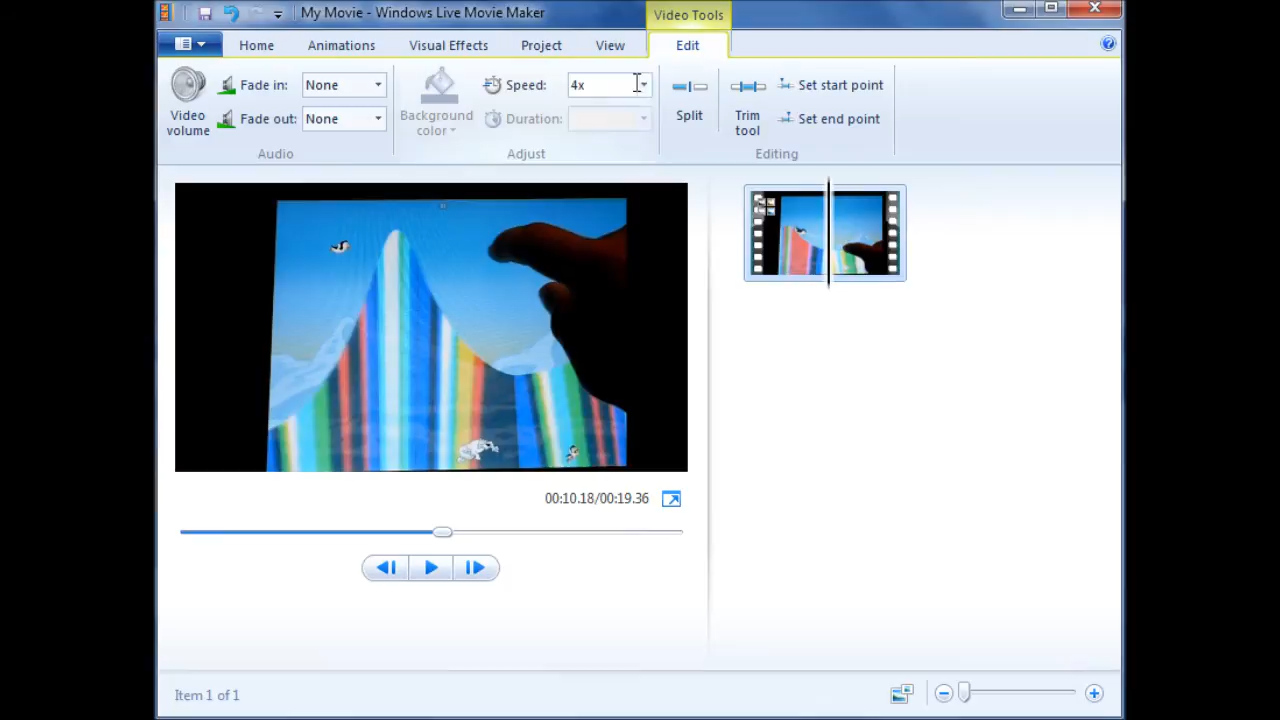 My Movie - Windows Live Movie Maker
Video Tools
Home
Animations
Visual Effects
Project
View
Edit
Video volume
Fade in:
None
Fade out:
None
Audio
Background color
Speed:
4x
Duration:
Adjust
Split
Trim tool
Set start point
Set end point
Editing
00:10.18/00:19.36
Item 1 of 1